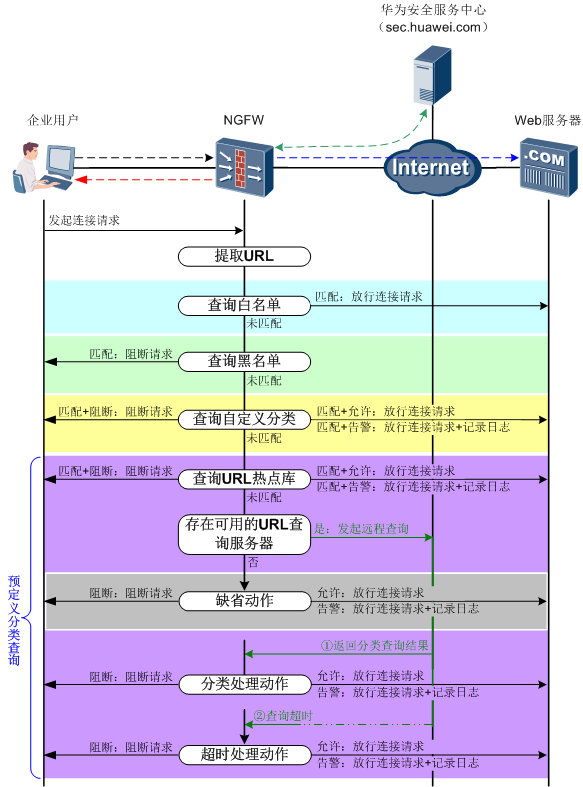 华为安全服务中心
（sec.huawei.com）
企业用户
NGFW
Web服务器
Internet
.COM
发起连接请求
提取URL
查询白名单
匹配：放行连接请求
未匹配
匹配：阻断请求
查询黑名单
未匹配
匹配+阻断：阻断请求
查询自定义分类
匹配+允许：放行连接请求
匹配+告警：放行连接请求+记录日志
未匹配
匹配+阻断：阻断请求
查询URL热点库
匹配+允许：放行连接请求
匹配+告警：放行连接请求+记录日志
未匹配
存在可用的URL查
询服务器
是：发起远程查询
否
预定义分类查询
阻断：阻断请求
缺省动作
允许：放行连接请求
告警：放行连接请求+记录日志
①返回分类查询结果
阻断：阻断请求
分类处理动作
允许：放行连接请求
告警：放行连接请求+记录日志
②查询超时
阻断：阻断请求
超时处理动作
允许：放行连接请求
告警：放行连接请求+记录日志